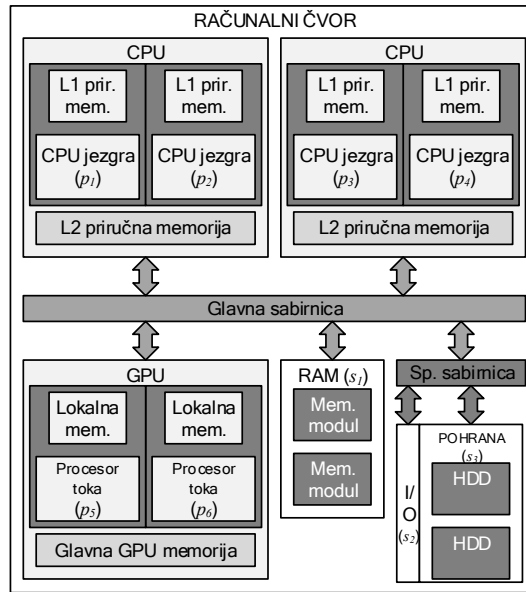 RAČUNALNI ČVOR
CPU
L1 prir.
mem.
L1 prir.
mem.
CPU jezgra
(p1)
CPU jezgra
(p2)
L2 priručna memorija
CPU
L1 prir.
mem.
L1 prir.
mem.
CPU jezgra
(p3)
CPU jezgra
(p4)
L2 priručna memorija
Glavna sabirnica
GPU
Lokalna
mem.
Lokalna
mem.
Procesor
toka
(p5)
Procesor
toka
(p6)
Glavna GPU memorija
RAM (s1)
Mem.
modul
Mem.
modul
Sp. sabirnica
I/
O
(s2)
POHRANA
(s3)
HDD
HDD